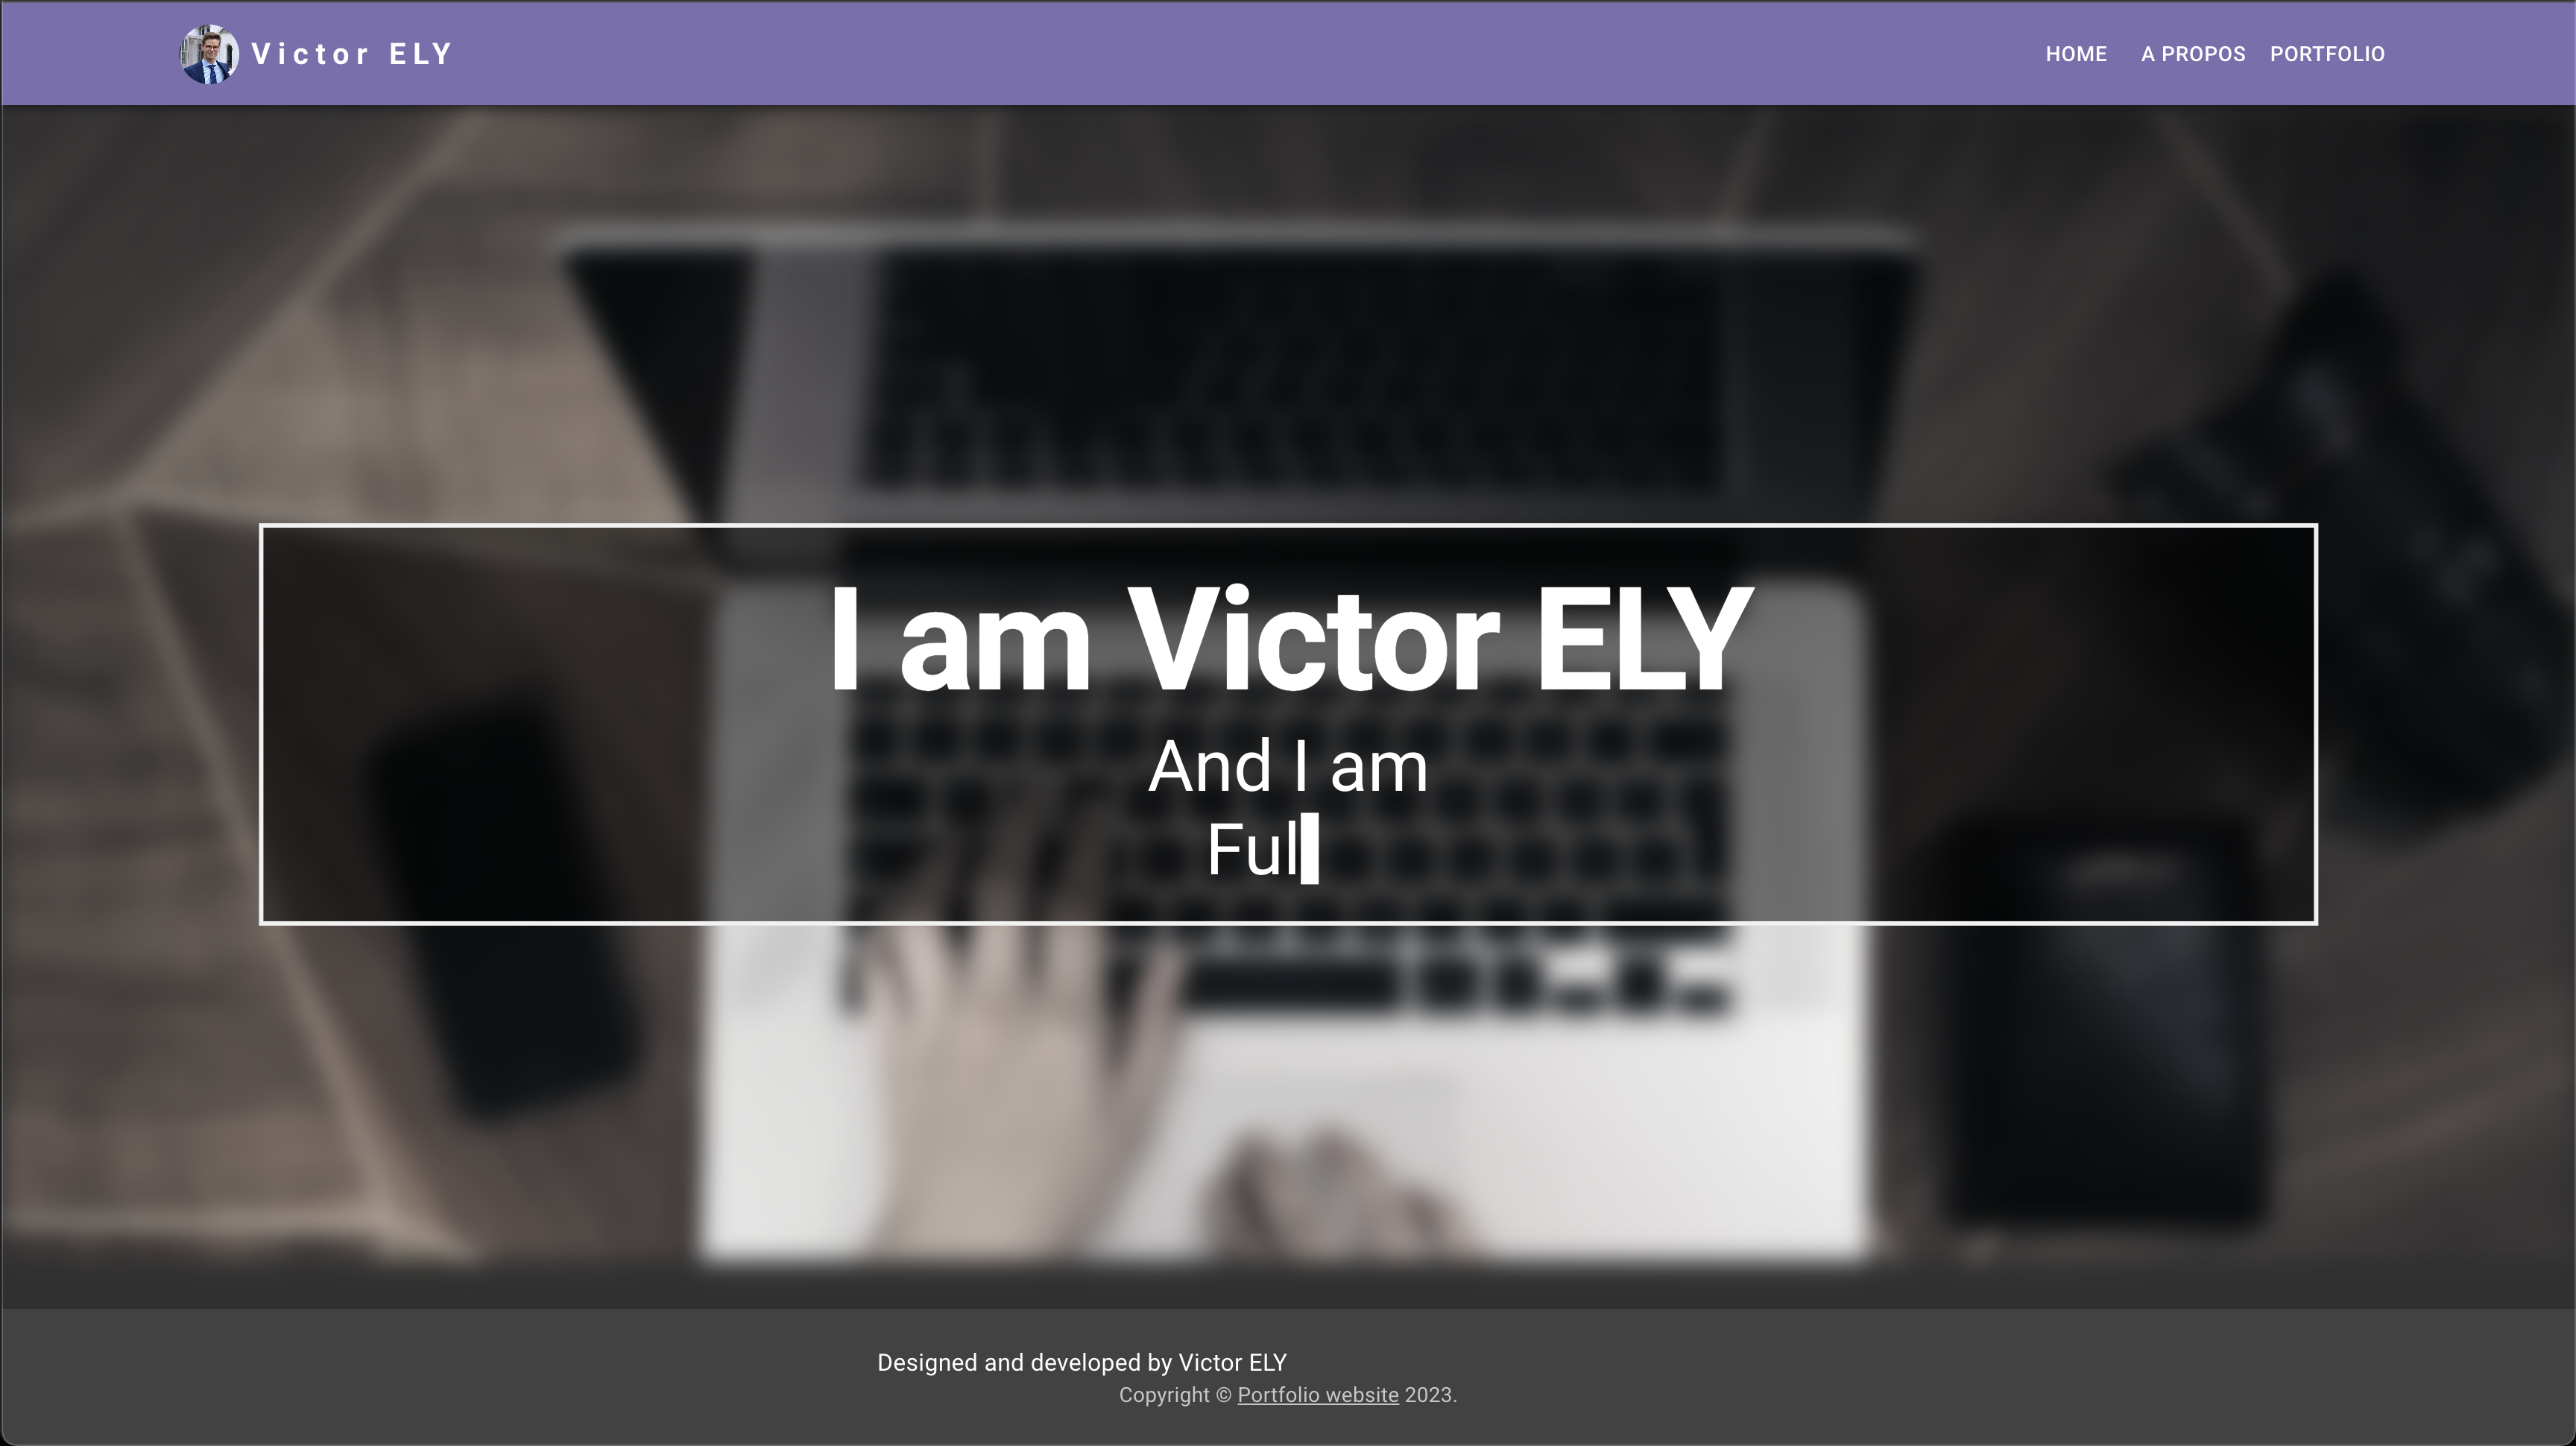 Victor ELY
HOME A PROPOS PORTFOLIO
I am Victor ELY
And I am
Ful
Designed and developed by Victor ELY
Copyright © Portfolio website 2023.